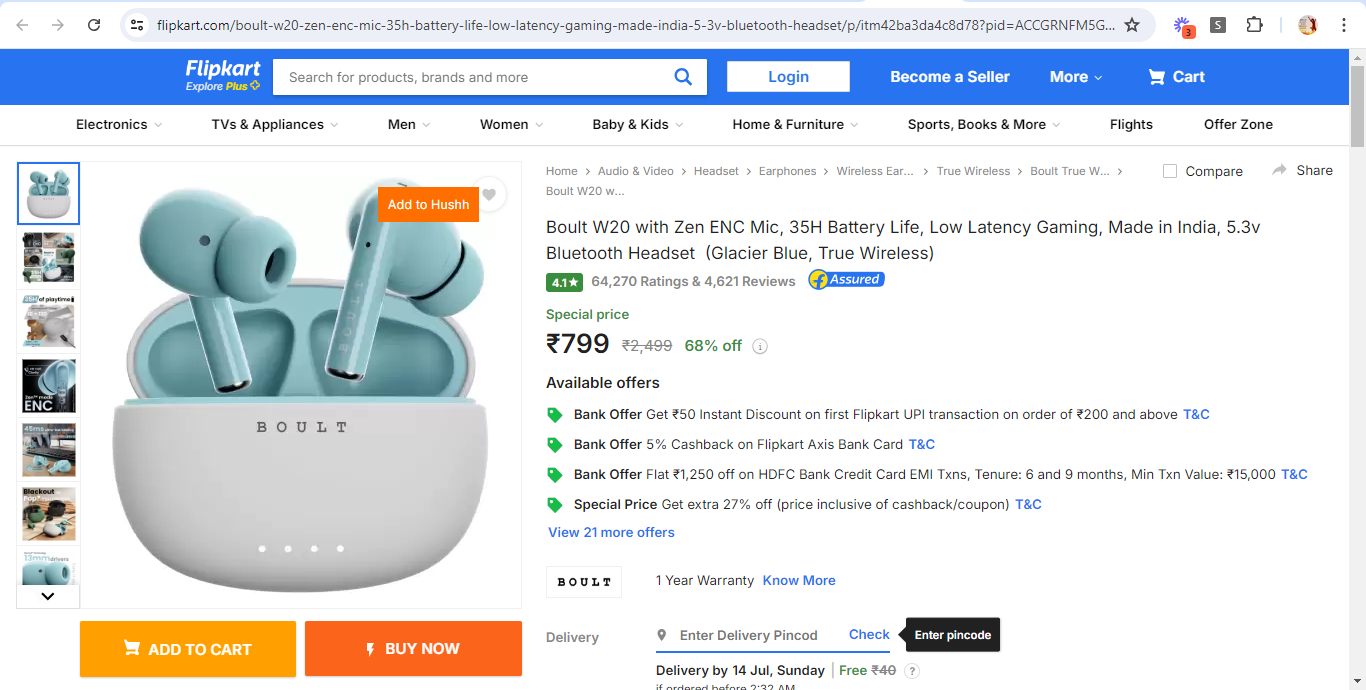 flipkart.com/boult-w20-zen-enc-mic-35h-battery-life-low-latency-gaming-made-india-5-3v-bluetooth-headset/p/itm42ba3da4c8d78?pid=ACCGRNFM5G...
S
3
Flipkart
Explore Plus
Search for products, brands and more
Login
Become a Seller
More
Cart
Electronics
TVs & Appliances
Men
Women
Baby & Kids
Home & Furniture
Sports, Books & More
Flights
Offer Zone
Home > Audio & Video > Headset > Earphones > Wireless Ear... > True Wireless > Boult True W... >
Boult W20 w...
Compare
Share
Add to Hushh
Boult W20 with Zen ENC Mic, 35H Battery Life, Low Latency Gaming, Made in India, 5.3v
Bluetooth Headset (Glacier Blue, True Wireless)
4.1★ 64,270 Ratings & 4,621 Reviews
Assured
Special price
₹799 ₹2,499 68% off
Available offers
Bank Offer Get ₹50 Instant Discount on first Flipkart UPI transaction on order of ₹200 and above T&C
Bank Offer 5% Cashback on Flipkart Axis Bank Card T&C
Bank Offer Flat ₹1,250 off on HDFC Bank Credit Card EMI Txns, Tenure: 6 and 9 months, Min Txn Value: ₹15,000 T&C
Special Price Get extra 27% off (price inclusive of cashback/coupon) T&C
View 21 more offers
BOULT
1 Year Warranty Know More
Delivery
Enter Delivery Pincod
Check
Enter pincode
Delivery by 14 Jul, Sunday | Free ₹40 ?
if ordered before 2:32 AM
BOULT
BOULT
of playtime
ENC
45ms
Blackout
13mm drivers
ADD TO CART
BUY NOW